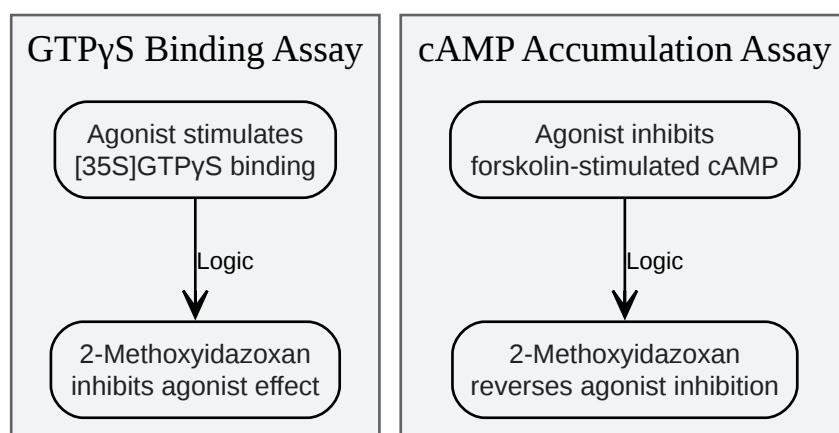 GTPγS Binding Assay
Agonist stimulates
[35S]GTPγS binding
Logic
2-Methoxyidazoxan
inhibits agonist effect
cAMP Accumulation Assay
Agonist inhibits
forskolin-stimulated cAMP
Logic
2-Methoxyidazoxan
reverses agonist inhibition